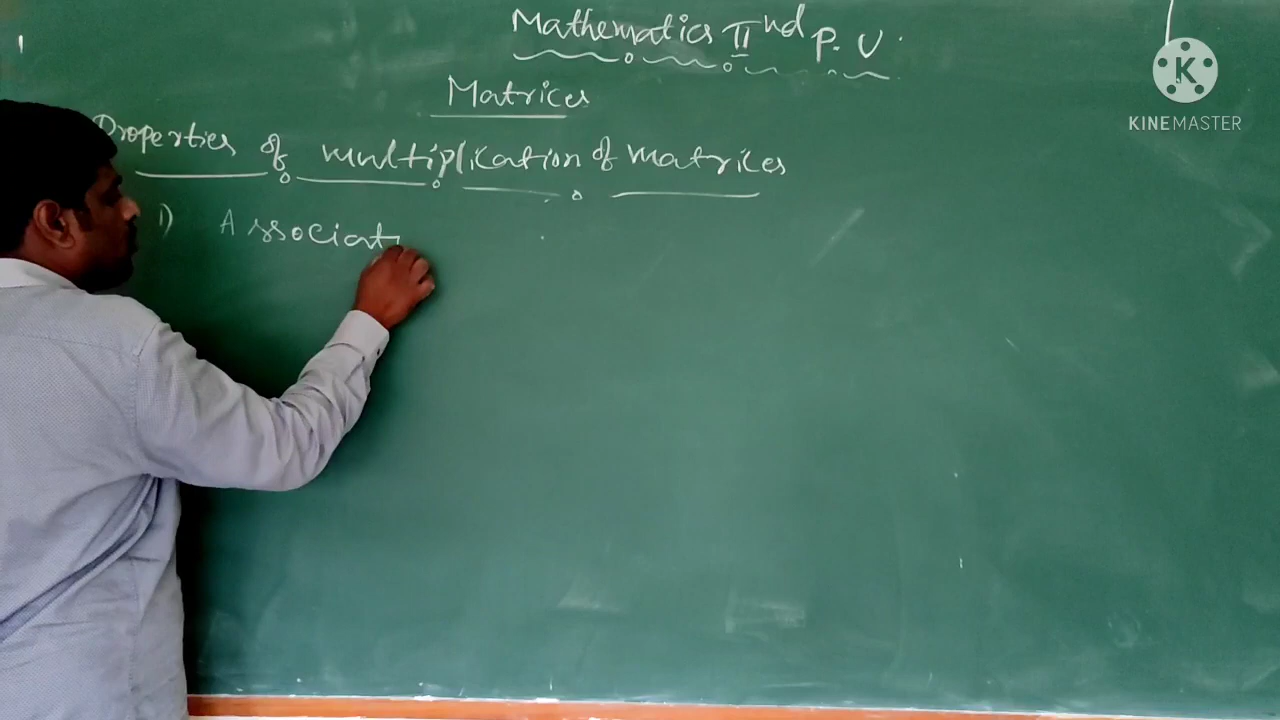 Mathematics IInd P.U.
KINEMASTER
Matrices
Properties of multiplication of matrices
1) Associat